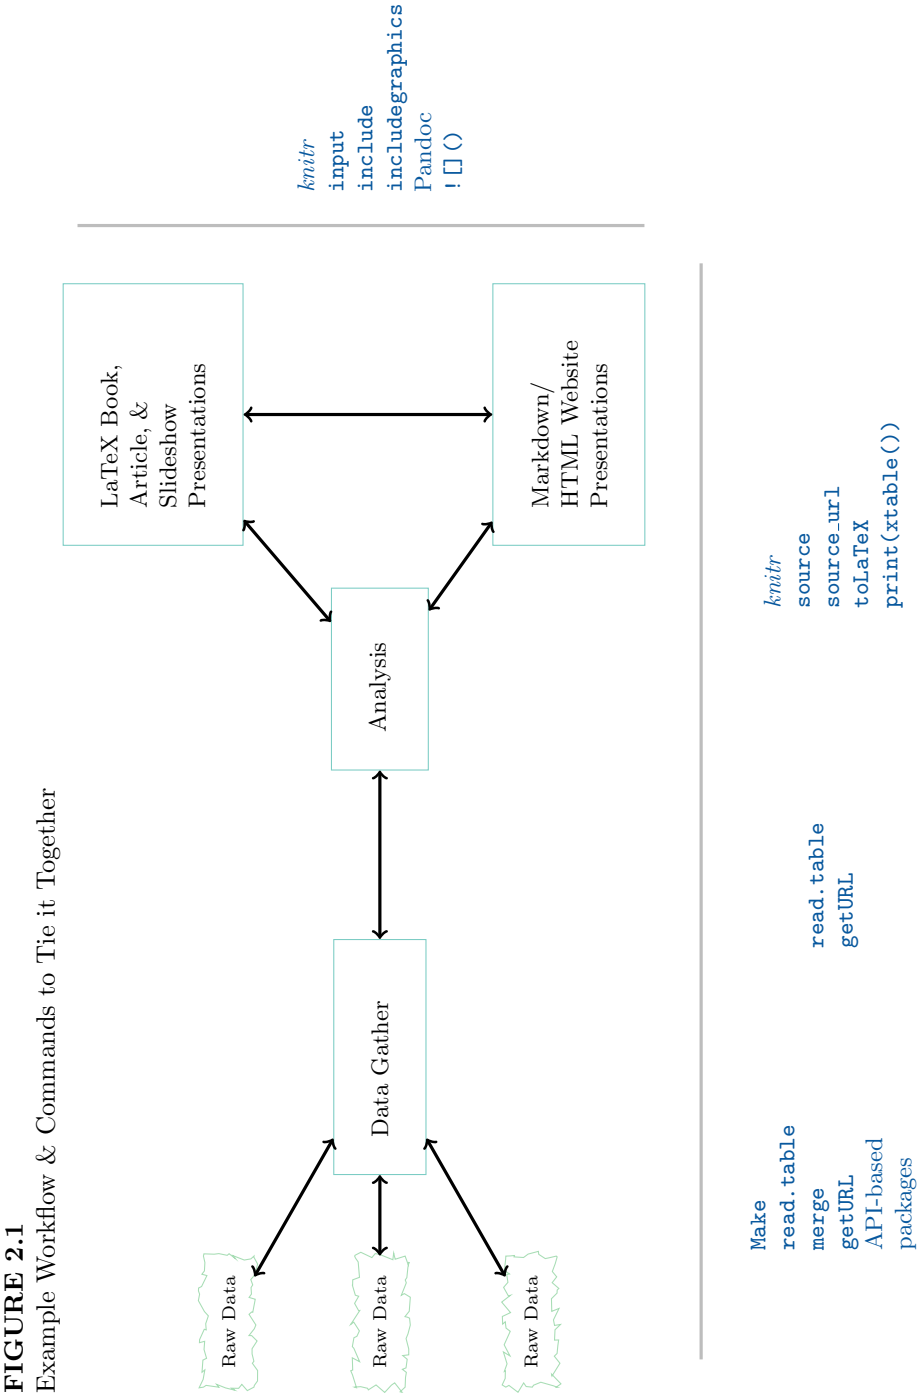 FIGURE 2.1
Example Workflow & Commands to Tie it Together
Raw Data
Raw Data
Raw Data
Data Gather
Analysis
LaTeX Book,
Article, &
Slideshow
Presentations
Markdown/
HTML Website
Presentations
knitr
input
include
includegraphics
Pandoc
![]()
Make
read.table
merge
getURL
API-based
packages
read.table
getURL
knitr
source
source_url
toLaTeX
print(xtable())